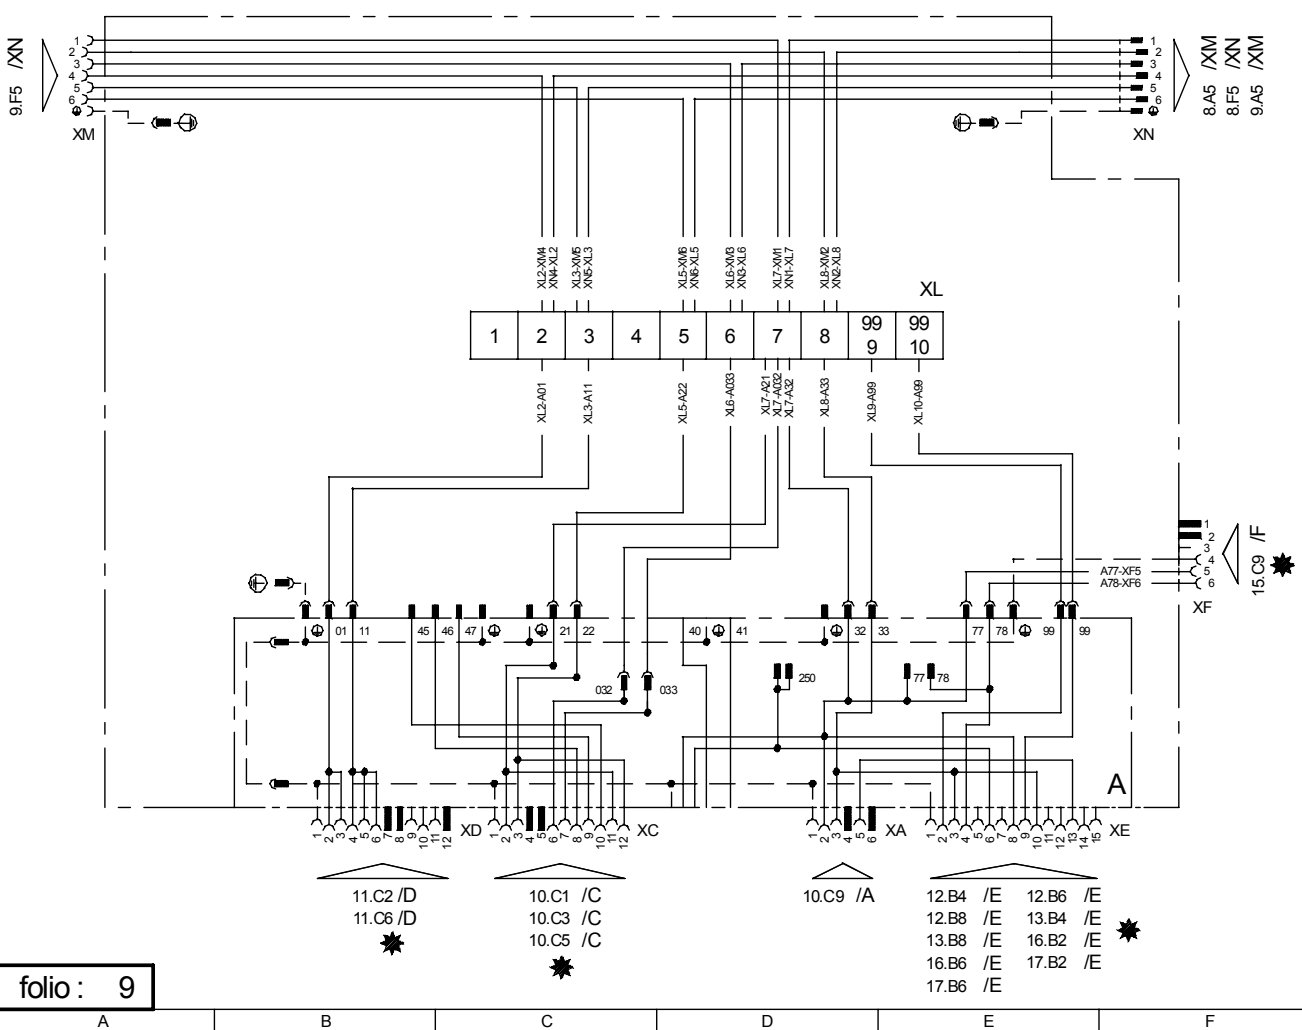 9.F5 /XN
1
2
3
4
5
6
XM
1
2
3
4
5
6
XN
8.A5 /XM
8.F5 /XN
9.A5 /XM
XL2-XM4
XN4-XL2
XL3-XM5
XN5-XL3
XL5-XM6
XN6-XL5
XL6-XM3
XN3-XL6
XL7-XM1
XN1-XL7
XL8-XM2
XN2-XL8
XL
1 2 3 4 5 6 7 8 99 9 99 10
XL2-A01
XL3-A11
XL5-A22
XL6-A033
XL7-A21
XL7-A032
XL7-A32
XL8-A33
XL9-A99
XL10-A99
1
2
3
4
5
6
XF
15.C9 /F
A77-XF5
A78-XF6
01 11 45 46 47 21 22 40 41 32 33 77 78 99 99
032 033 250 77 78
A
1 2 3 4 5 6 7 8 9 10 11 12 XD
1 2 3 4 5 6 7 8 9 10 11 12 XC
1 2 3 4 5 6 XA
1 2 3 4 5 6 7 8 9 10 11 12 13 14 15 XE
11.C2 /D
11.C6 /D
10.C1 /C
10.C3 /C
10.C5 /C
10.C9 /A
12.B4 /E 12.B6 /E
12.B8 /E 13.B4 /E
13.B8 /E 16.B2 /E
16.B6 /E 17.B2 /E
17.B6 /E
folio : 9
A B C D E F